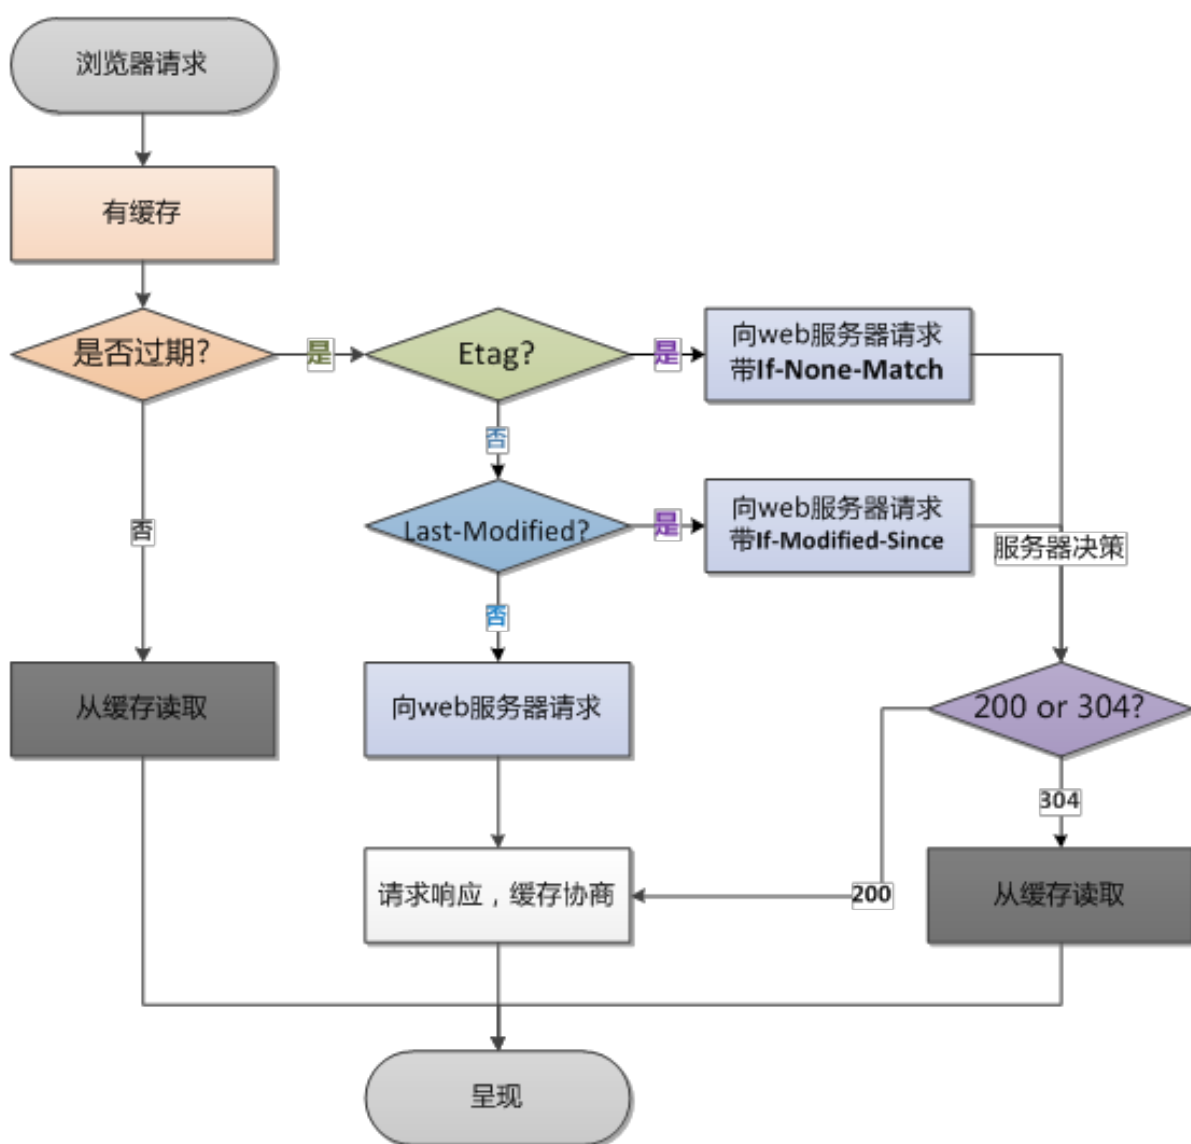 浏览器请求
有缓存
是否过期?
是
Etag?
是
向web服务器请求
带If-None-Match
否
否
Last-Modified?
是
向web服务器请求
带If-Modified-Since
服务器决策
否
从缓存读取
向web服务器请求
200 or 304?
304
请求响应，缓存协商
200
从缓存读取
呈现